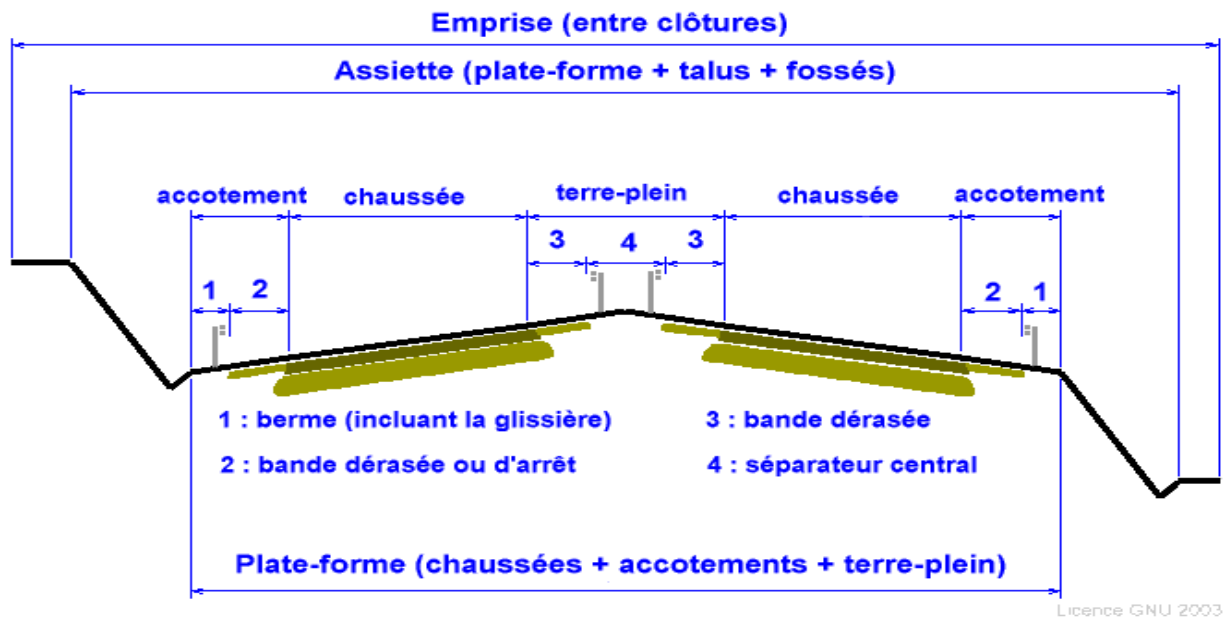 Emprise (entre clôtures)
Assiette (plate-forme + talus + fossés)
accotement chaussée terre-plein chaussée accotement
3 4 3
1 2 2 1
1 : berme (incluant la glissière) 3 : bande dérasée
2 : bande dérasée ou d'arrêt 4 : séparateur central
Plate-forme (chaussées + accotements + terre-plein)
Licence GNU 2003